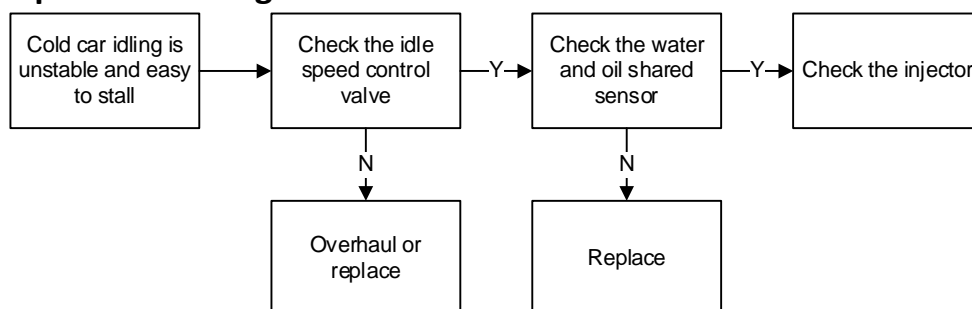 Cold car idling is
unstable and easy
to stall
Check the idle
speed control
valve
Y
Check the water
and oil shared
sensor
Y
Check the injector
N
N
Overhaul or
replace
Replace